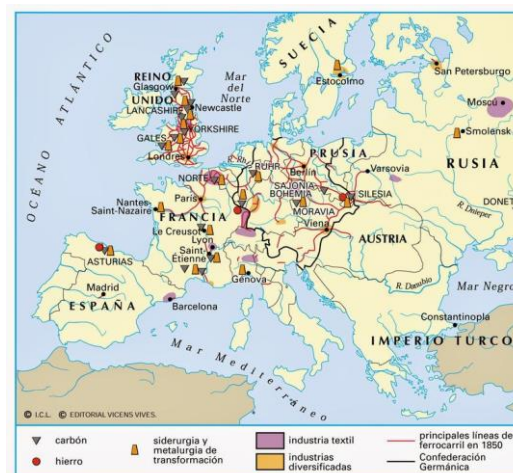 SUECIA
REINO
UNIDO
Glasgow
Mar
del
Norte
Newcastle
LANCASHIRE
YORKSHIRE
GALES
Londres
Estocolmo
San Petersburgo
Moscú
Smolensk
RUSIA
OCÉANO ATLÁNTICO
PRUSIA
RUHR
Berlín
Varsovia
SAJONIA
BOHEMIA
SILESIA
MORAVIA
DONET
R. Dnieper
NORTE
París
Nantes-
Saint-Nazaire
FRANCIA
Le Creusot
Lyon
Saint-
Étienne
Viena
AUSTRIA
R. Danubio
Mar Negro
Génova
ASTURIAS
Madrid
ESPAÑA
Barcelona
Constantinopla
IMPERIO TURCO
Mar Mediterráneo
© I.C.L. © EDITORIAL VICENS VIVES.
carbón
hierro
siderurgia y
metalurgia de
transformación
industria textil
industrias
diversificadas
principales líneas de
ferrocarril en 1850
Confederación
Germánica